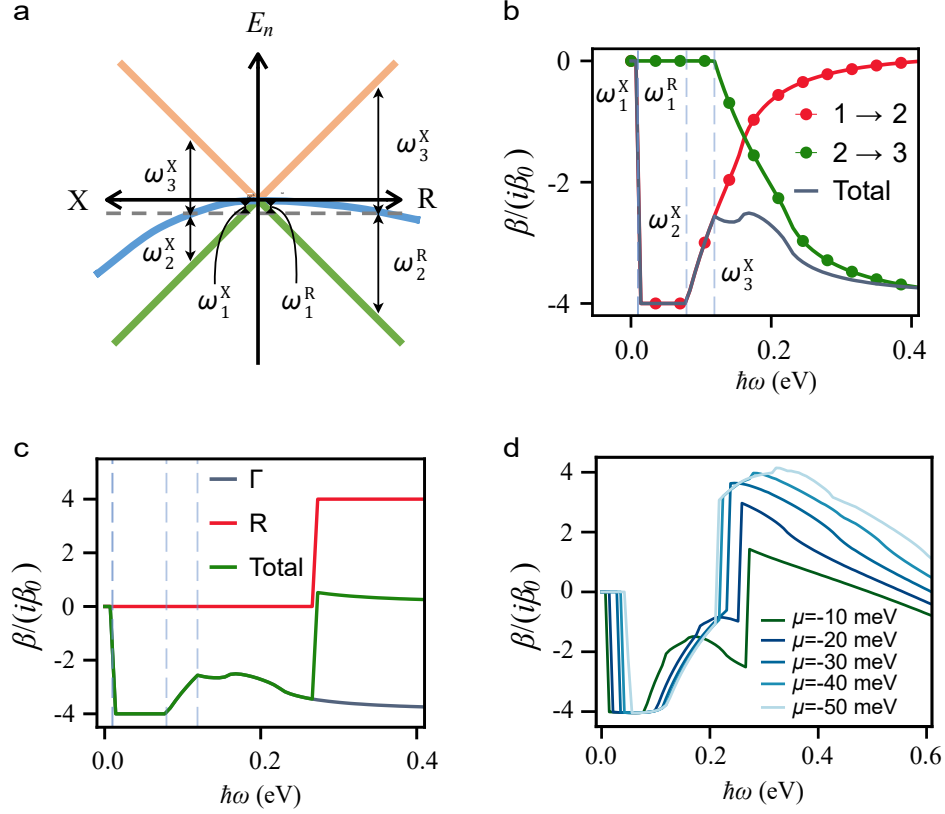 a
E_n
X
R
ω_3^X
ω_3^X
ω_2^X
ω_2^R
ω_1^X
ω_1^R
b
β/(iβ_0)
0
-2
-4
ω_1^X
ω_1^R
ω_2^X
ω_3^X
1 → 2
2 → 3
Total
0.0
0.2
0.4
ħω (eV)
c
β/(iβ_0)
4
2
0
-2
-4
Γ
R
Total
0.0
0.2
0.4
ħω (eV)
d
β/(iβ_0)
4
2
0
-2
-4
μ=-10 meV
μ=-20 meV
μ=-30 meV
μ=-40 meV
μ=-50 meV
0.0
0.2
0.4
0.6
ħω (eV)